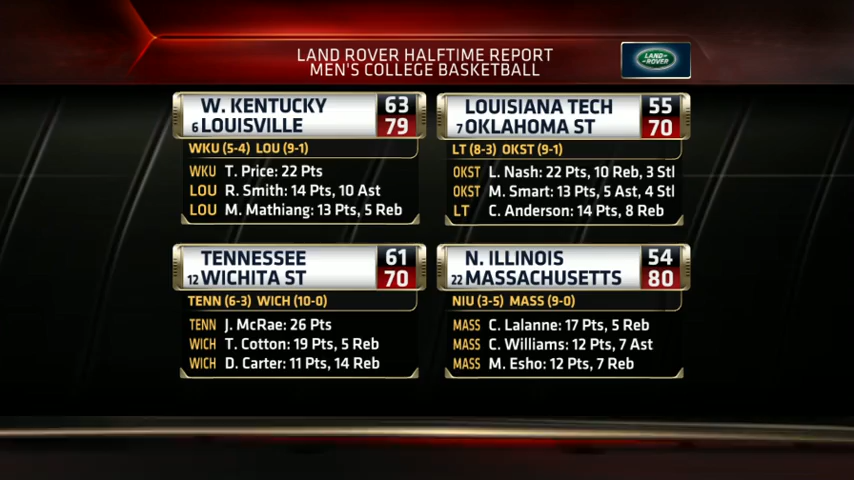 LAND ROVER HALFTIME REPORT
MEN'S COLLEGE BASKETBALL
LAND-
ROVER
W. KENTUCKY 63
6 LOUISVILLE 79
WKU (5-4) LOU (9-1)
WKU T. Price: 22 Pts
LOU R. Smith: 14 Pts, 10 Ast
LOU M. Mathiang: 13 Pts, 5 Reb
LOUISIANA TECH 55
7 OKLAHOMA ST 70
LT (8-3) OKST (9-1)
OKST L. Nash: 22 Pts, 10 Reb, 3 Stl
OKST M. Smart: 13 Pts, 5 Ast, 4 Stl
LT C. Anderson: 14 Pts, 8 Reb
TENNESSEE 61
12 WICHITA ST 70
TENN (6-3) WICH (10-0)
TENN J. McRae: 26 Pts
WICH T. Cotton: 19 Pts, 5 Reb
WICH D. Carter: 11 Pts, 14 Reb
N. ILLINOIS 54
22 MASSACHUSETTS 80
NIU (3-5) MASS (9-0)
MASS C. Lalanne: 17 Pts, 5 Reb
MASS C. Williams: 12 Pts, 7 Ast
MASS M. Esho: 12 Pts, 7 Reb